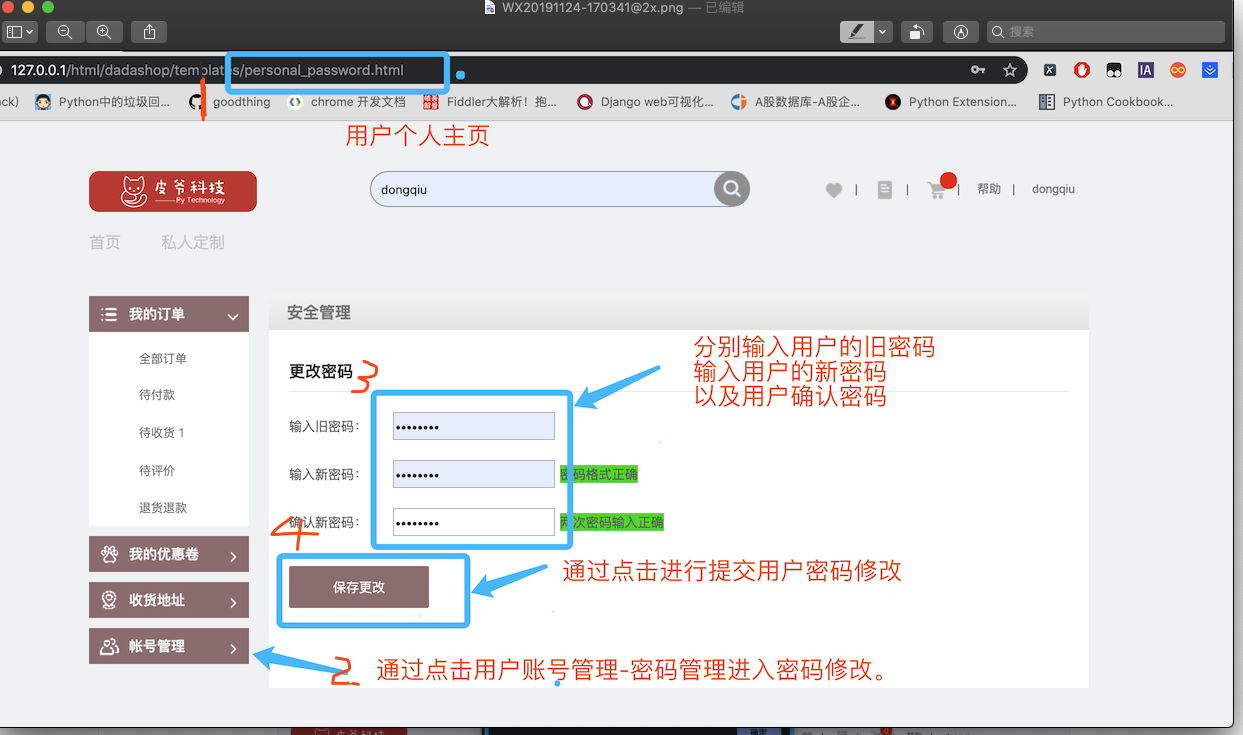 WX20191124-170341@2x.png — 已编辑
搜索
127.0.0.1/html/dadashop/templates/personal_password.html
ck)
Python中的垃圾回...
goodthing
chrome 开发文档
Fiddler大解析！抱...
Django web可视化...
A股数据库-A股企...
Python Extension...
Python Cookbook...
1
用户个人主页
皮爷科技
Py Technology
dongqiu
帮助
dongqiu
首页
私人定制
我的订单
全部订单
待付款
待收货 1
待评价
退货退款
我的优惠卷
收货地址
帐号管理
安全管理
分别输入用户的旧密码
输入用户的新密码
以及用户确认密码
更改密码
3
输入旧密码：
输入新密码：
密码格式正确
确认新密码：
两次密码输入正确
4
保存更改
通过点击进行提交用户密码修改
2.
通过点击用户账号管理-密码管理进入密码修改。